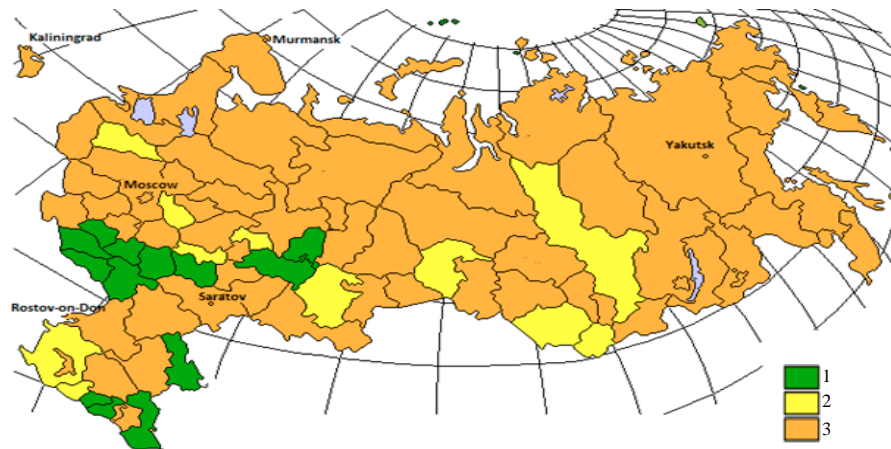 Kaliningrad
Murmansk
Yakutsk
Moscow
Saratov
Rostov-on-Don
1
2
3